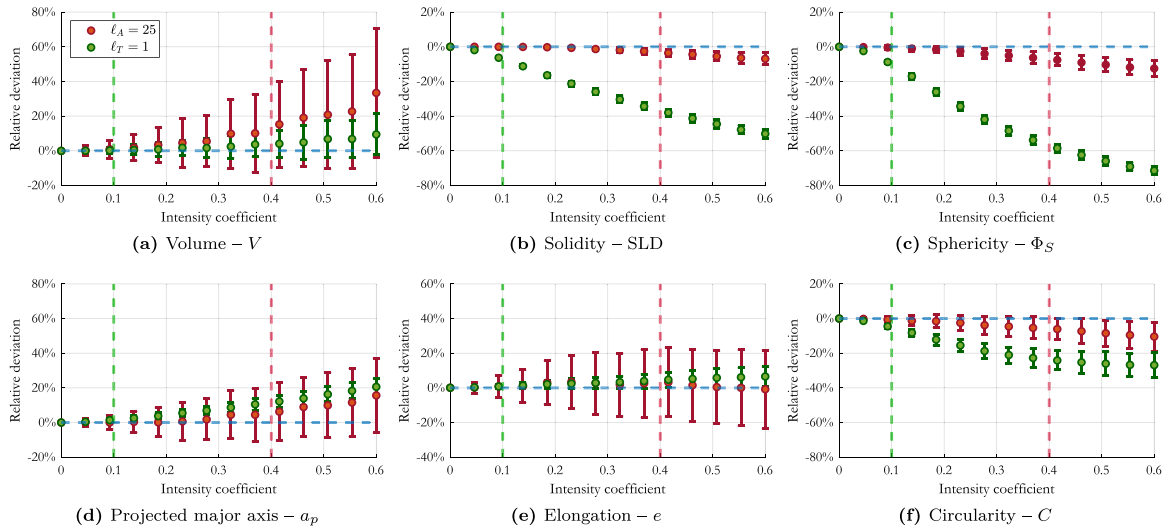 80%
60%
40%
20%
0%
-20%
Relative deviation
ℓA = 25
ℓT = 1
0 0.1 0.2 0.3 0.4 0.5 0.6
Intensity coefficient
(a) Volume – V
20%
0%
-20%
-40%
-60%
-80%
Relative deviation
0 0.1 0.2 0.3 0.4 0.5 0.6
Intensity coefficient
(b) Solidity – SLD
20%
0%
-20%
-40%
-60%
-80%
Relative deviation
0 0.1 0.2 0.3 0.4 0.5 0.6
Intensity coefficient
(c) Sphericity – ΦS
80%
60%
40%
20%
0%
-20%
Relative deviation
0 0.1 0.2 0.3 0.4 0.5 0.6
Intensity coefficient
(d) Projected major axis – ap
60%
40%
20%
0%
-20%
-40%
Relative deviation
0 0.1 0.2 0.3 0.4 0.5 0.6
Intensity coefficient
(e) Elongation – e
20%
0%
-20%
-40%
-60%
-80%
Relative deviation
0 0.1 0.2 0.3 0.4 0.5 0.6
Intensity coefficient
(f) Circularity – C